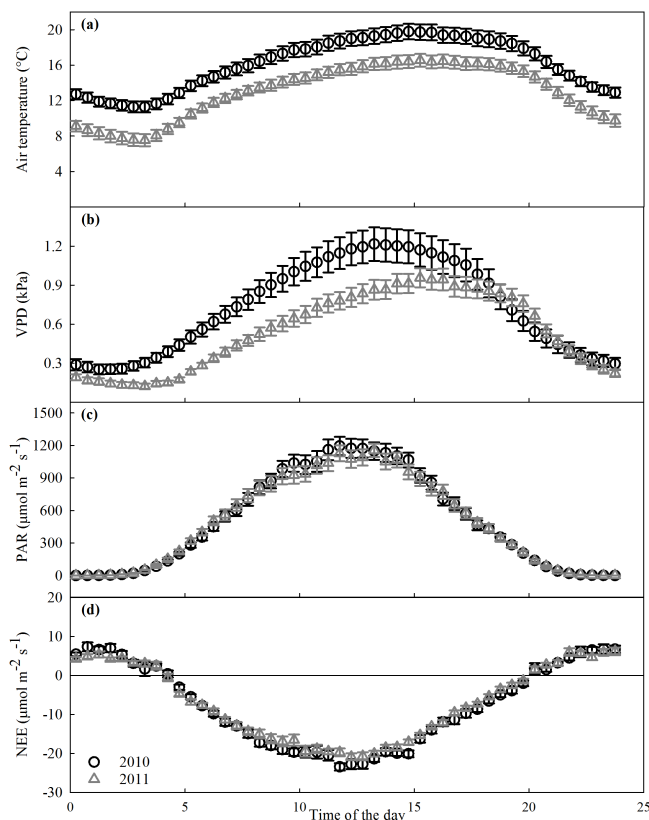 (a)
Air temperature (°C)
20
16
12
8
4
(b)
VPD (kPa)
1.2
0.9
0.6
0.3
(c)
PAR (µmol m⁻² s⁻¹)
1500
1200
900
600
300
0
(d)
NEE (µmol m⁻² s⁻¹)
20
10
0
-10
-20
-30
2010
2011
0 5 10 15 20 25
Time of the day